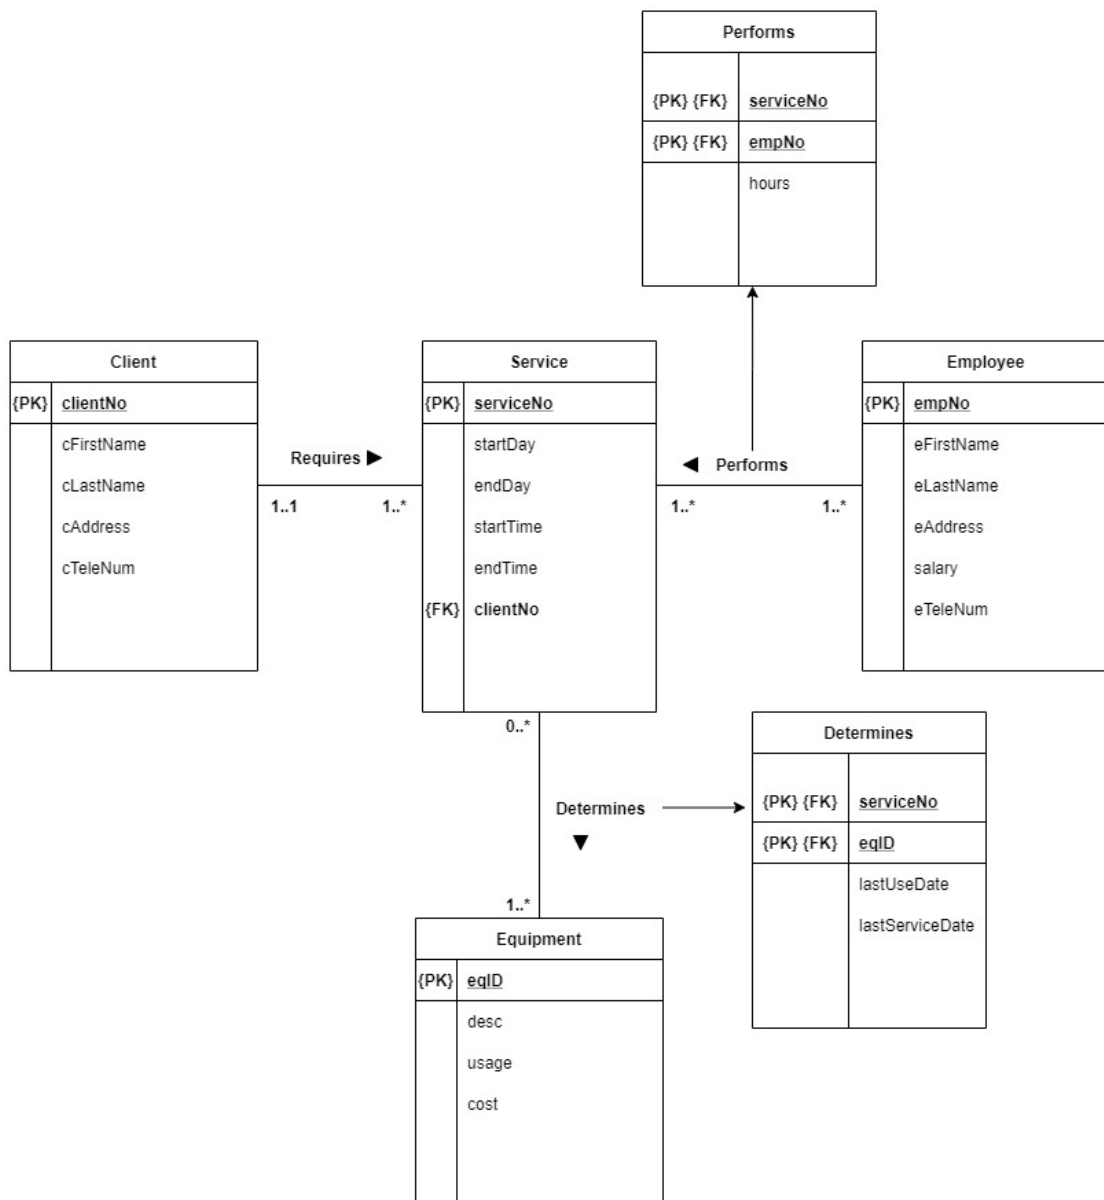 Performs
{PK} {FK} serviceNo
{PK} {FK} empNo
hours
Client
{PK} clientNo
cFirstName
cLastName
cAddress
cTeleNum
Requires
1..1
1..*
Service
{PK} serviceNo
startDay
endDay
startTime
endTime
{FK} clientNo
Performs
1..*
1..*
Employee
{PK} empNo
eFirstName
eLastName
eAddress
salary
eTeleNum
0..*
Determines
1..*
Determines
{PK} {FK} serviceNo
{PK} {FK} eqID
lastUseDate
lastServiceDate
Equipment
{PK} eqID
desc
usage
cost